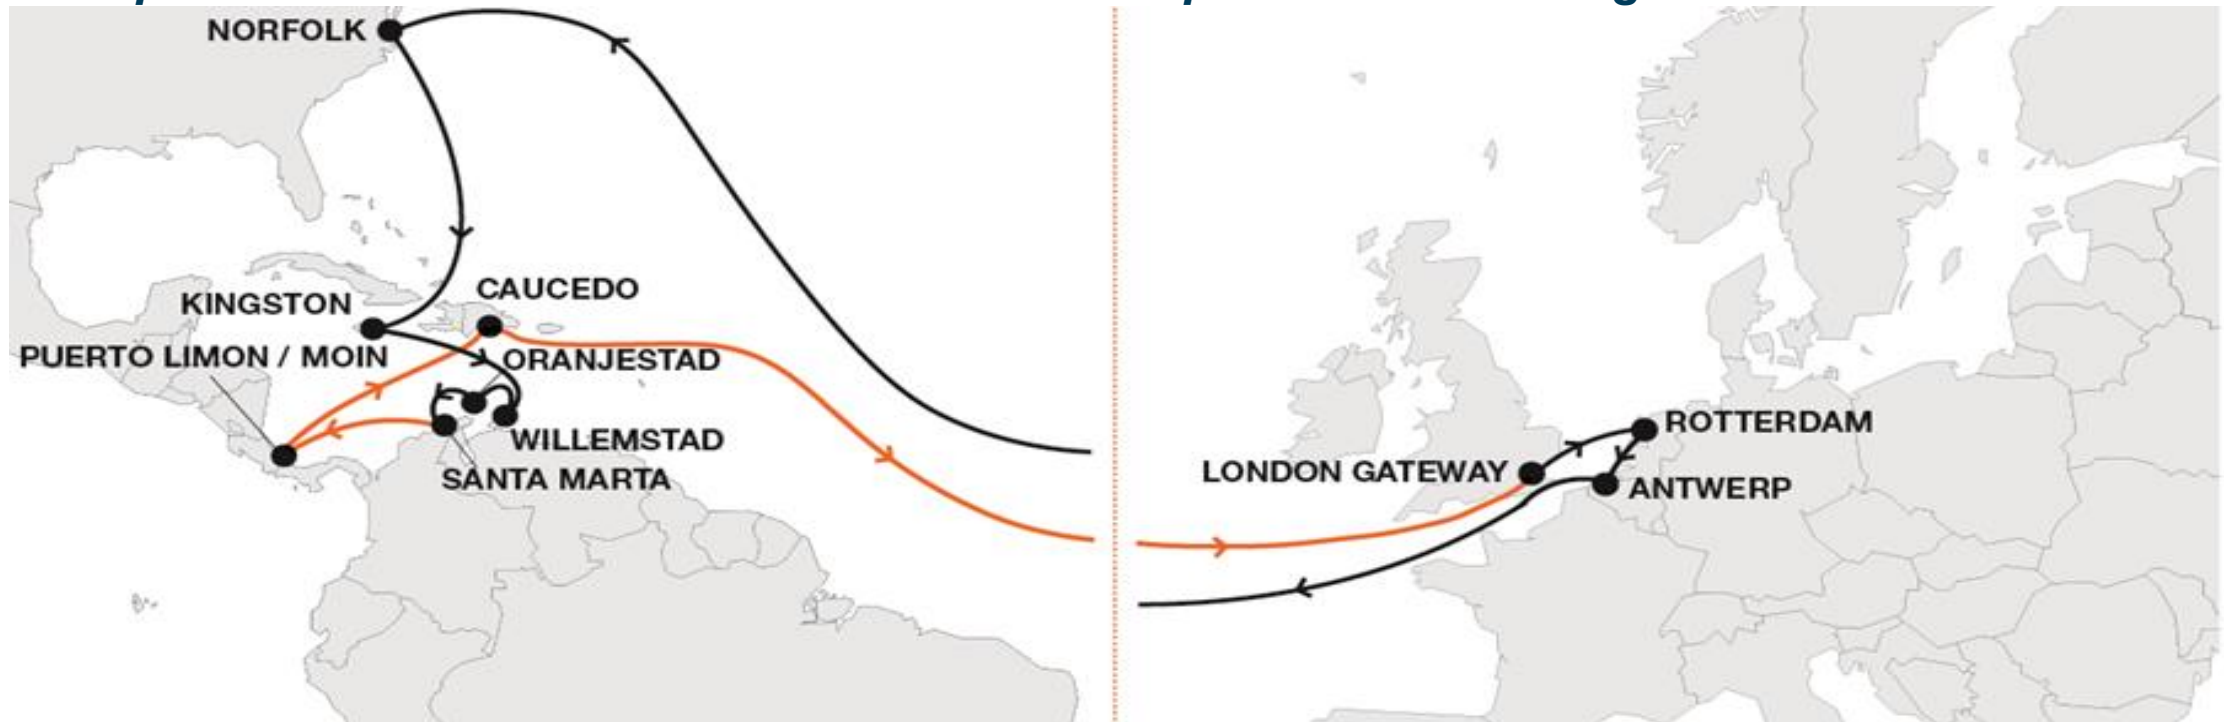 NORFOLK
CAUCEDO
KINGSTON
PUERTO LIMON / MOIN
ORANJESTAD
WILLEMSTAD
SANTA MARTA
ROTTERDAM
LONDON GATEWAY
ANTWERP